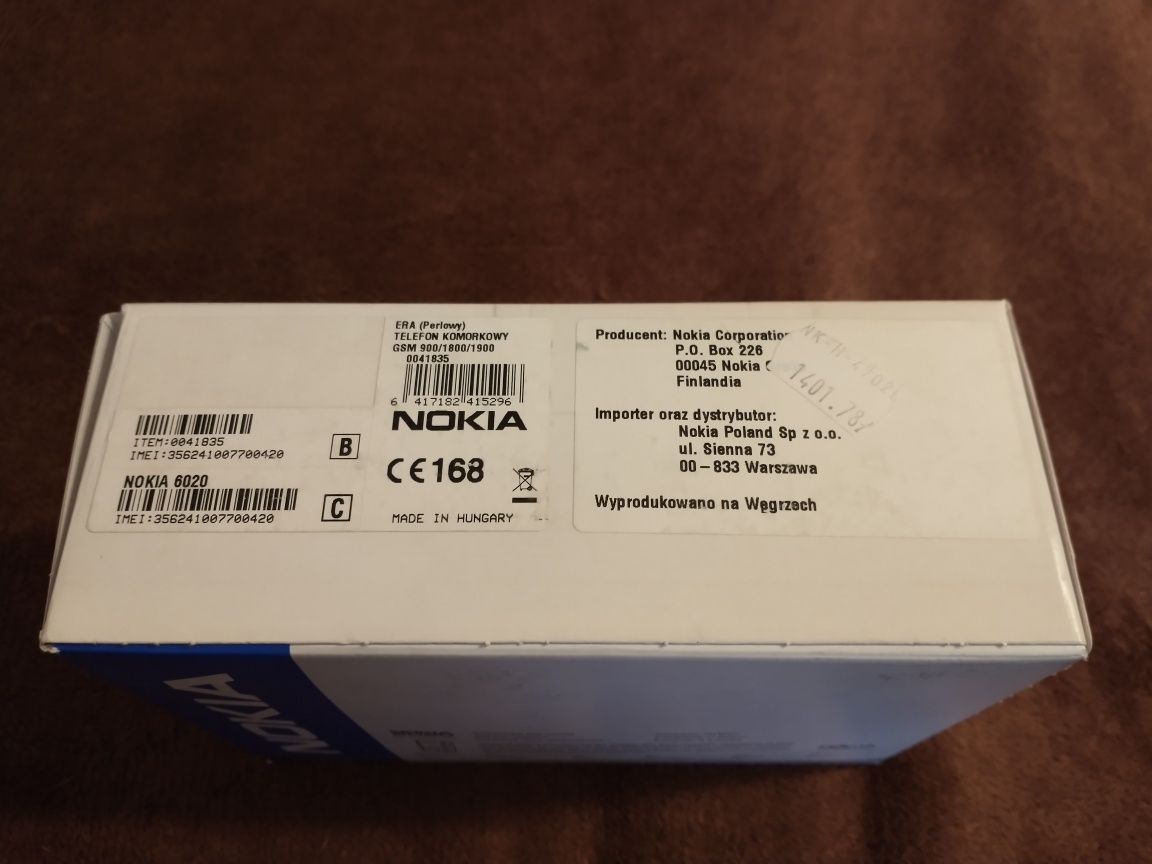 ITEM:0041835
IMEI:356241007700420
B
NOKIA 6020
IMEI:356241007700420
C
ERA (Perlowy)
TELEFON KOMORKOWY
GSM 900/1800/1900
0041835
6 417182 415296
NOKIA
CE168
MADE IN HUNGARY
Producent: Nokia Corporation
P.O. Box 226
00045 Nokia
Finlandia
Importer oraz dystrybutor:
Nokia Poland Sp z o.o.
ul. Sienna 73
00-833 Warszawa
Wyprodukowano na Węgrzech
1401.78
NOKIA